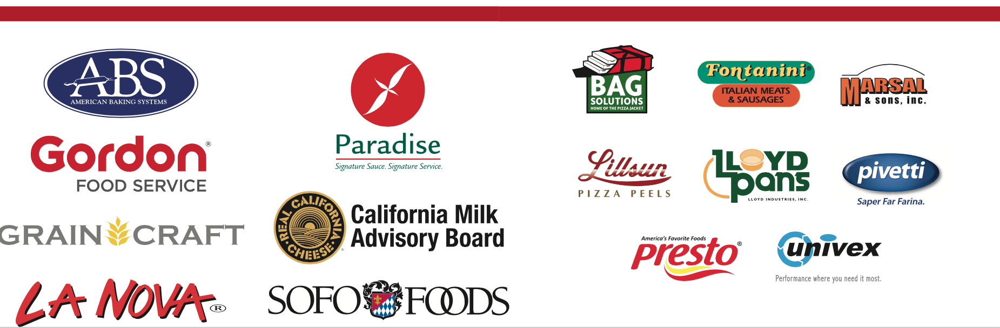 ABS
AMERICAN BAKING SYSTEMS
Gordon®
FOOD SERVICE
GRAIN CRAFT
LA NOVA®
Paradise
Signature Sauce. Signature Service.
REAL CALIFORNIA CHEESE®
California Milk
Advisory Board
SOFO FOODS
BAG
SOLUTIONS
HOME OF THE PIZZA JACKET
Fontanini®
ITALIAN MEATS
& SAUSAGES
MARSAL
& sons, inc.
Lillsun
PIZZA PEELS
LLOYD
pans
LLOYD INDUSTRIES, INC.
pivetti
Saper Far Farina.
America's Favorite Foods
presto®
univex
Performance where you need it most.